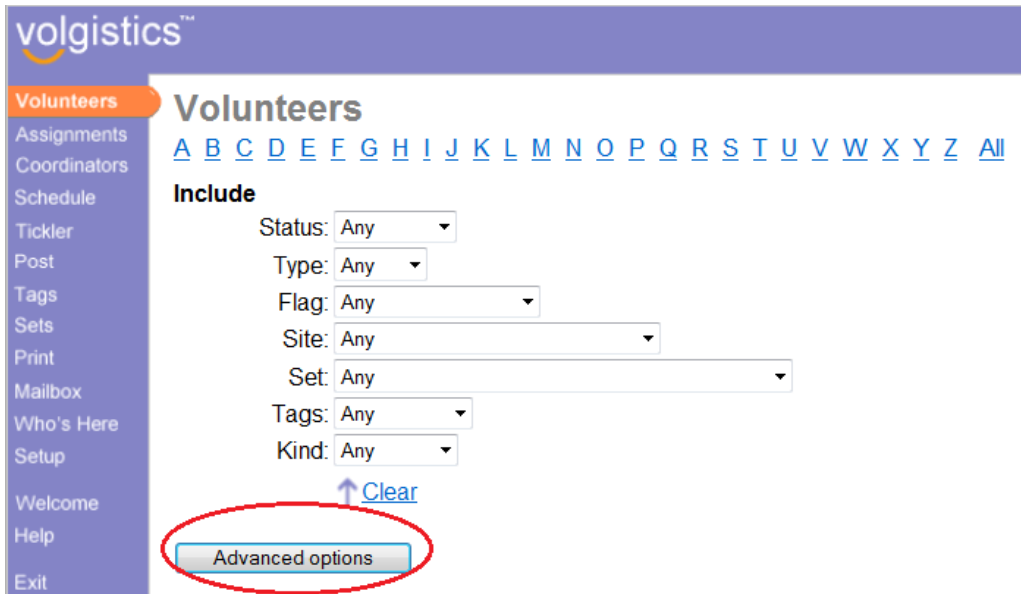 volgistics™
Volunteers
Assignments
Coordinators
Schedule
Tickler
Post
Tags
Sets
Print
Mailbox
Who's Here
Setup
Welcome
Help
Exit
Volunteers
A B C D E F G H I J K L M N O P Q R S T U V W X Y Z All
Include
Status: Any
Type: Any
Flag: Any
Site: Any
Set: Any
Tags: Any
Kind: Any
Clear
Advanced options